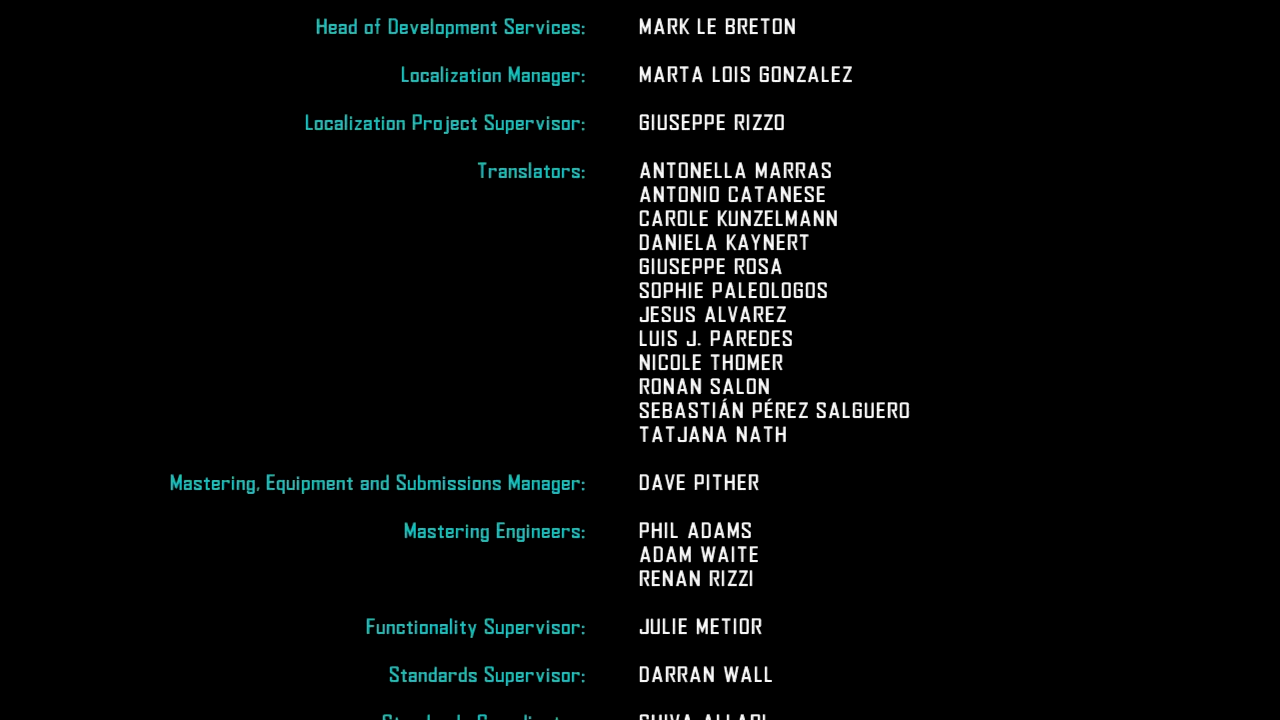 Head of Development Services: MARK LE BRETON
Localization Manager: MARTA LOIS GONZALEZ
Localization Project Supervisor: GIUSEPPE RIZZO
Translators: ANTONELLA MARRAS
ANTONIO CATANESE
CAROLE KUNZELMANN
DANIELA KAYNERT
GIUSEPPE ROSA
SOPHIE PALEOLOGOS
JESUS ALVAREZ
LUIS J. PAREDES
NICOLE THOMER
RONAN SALON
SEBASTIÁN PÉREZ SALGUERO
TATJANA NATH
Mastering, Equipment and Submissions Manager: DAVE PITHER
Mastering Engineers: PHIL ADAMS
ADAM WAITE
RENAN RIZZI
Functionality Supervisor: JULIE METIOR
Standards Supervisor: DARRAN WALL